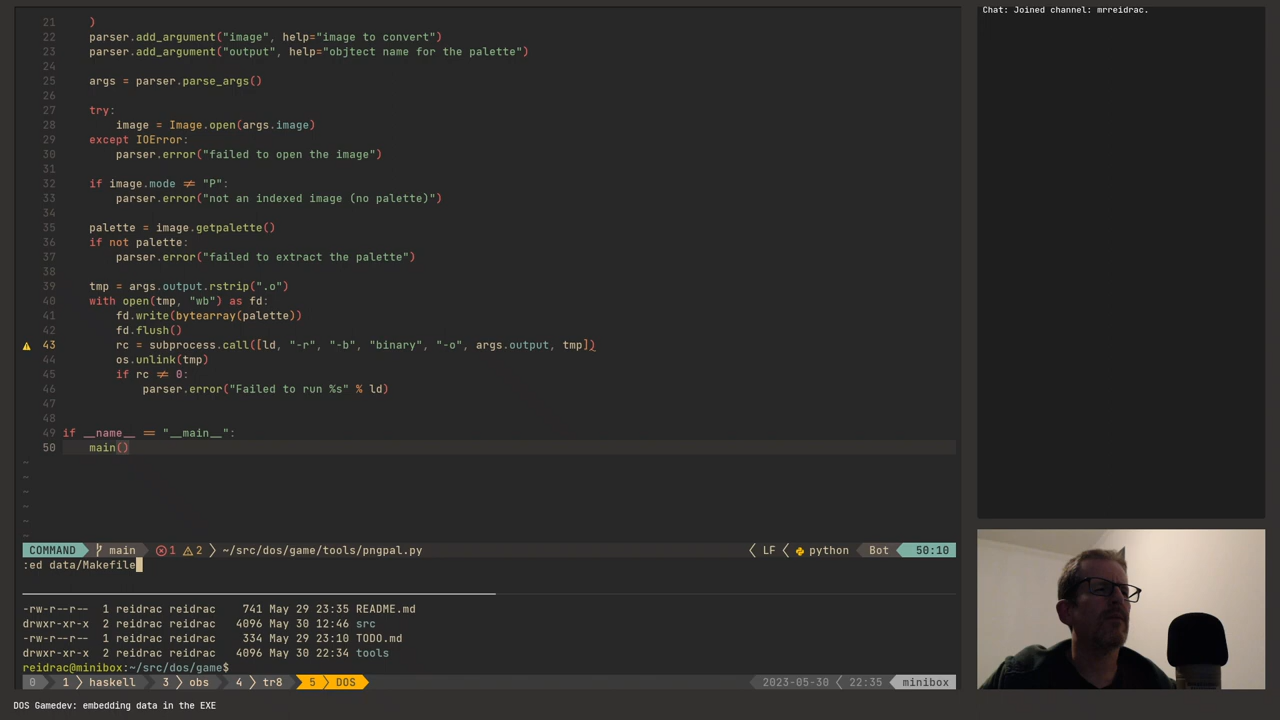 Chat: Joined channel: mrreidrac.
21 )
22 parser.add_argument("image", help="image to convert")
23 parser.add_argument("output", help="objtect name for the palette")
24
25 args = parser.parse_args()
26
27 try:
28 image = Image.open(args.image)
29 except IOError:
30 parser.error("failed to open the image")
31
32 if image.mode ≠ "P":
33 parser.error("not an indexed image (no palette)")
34
35 palette = image.getpalette()
36 if not palette:
37 parser.error("failed to extract the palette")
38
39 tmp = args.output.rstrip(".o")
40 with open(tmp, "wb") as fd:
41 fd.write(bytearray(palette))
42 fd.flush()
43 rc = subprocess.call([ld, "-r", "-b", "binary", "-o", args.output, tmp])
44 os.unlink(tmp)
45 if rc ≠ 0:
46 parser.error("Failed to run %s" % ld)
47
48
49 if __name__ == "__main__":
50 main()
~
~
~
~
~
~
COMMAND main 1 2 ~/src/dos/game/tools/pngpal.py LF python Bot 50:10
:ed data/Makefile
-rw-r--r-- 1 reidrac reidrac 741 May 29 23:35 README.md
drwxr-xr-x 2 reidrac reidrac 4096 May 30 12:46 src
-rw-r--r-- 1 reidrac reidrac 334 May 29 23:10 TODO.md
drwxr-xr-x 2 reidrac reidrac 4096 May 30 22:34 tools
reidrac@minibox:~/src/dos/game$
0 1 haskell 3 obs 4 tr8 5 DOS 2023-05-30 22:35 minibox
DOS Gamedev: embedding data in the EXE